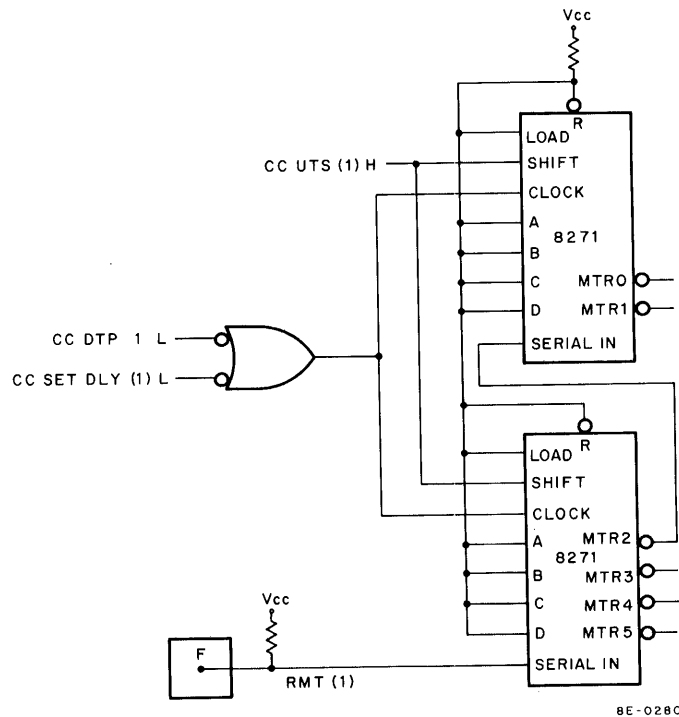 Vcc
R
LOAD
CC UTS (1) H
SHIFT
CLOCK
A
8271
B
C
MTR0
D
MTR1
SERIAL IN
CC DTP 1 L
CC SET DLY (1) L
R
LOAD
SHIFT
CLOCK
A
MTR2
8271
B
MTR3
C
MTR4
D
MTR5
SERIAL IN
Vcc
F
RMT (1)
8E-0280